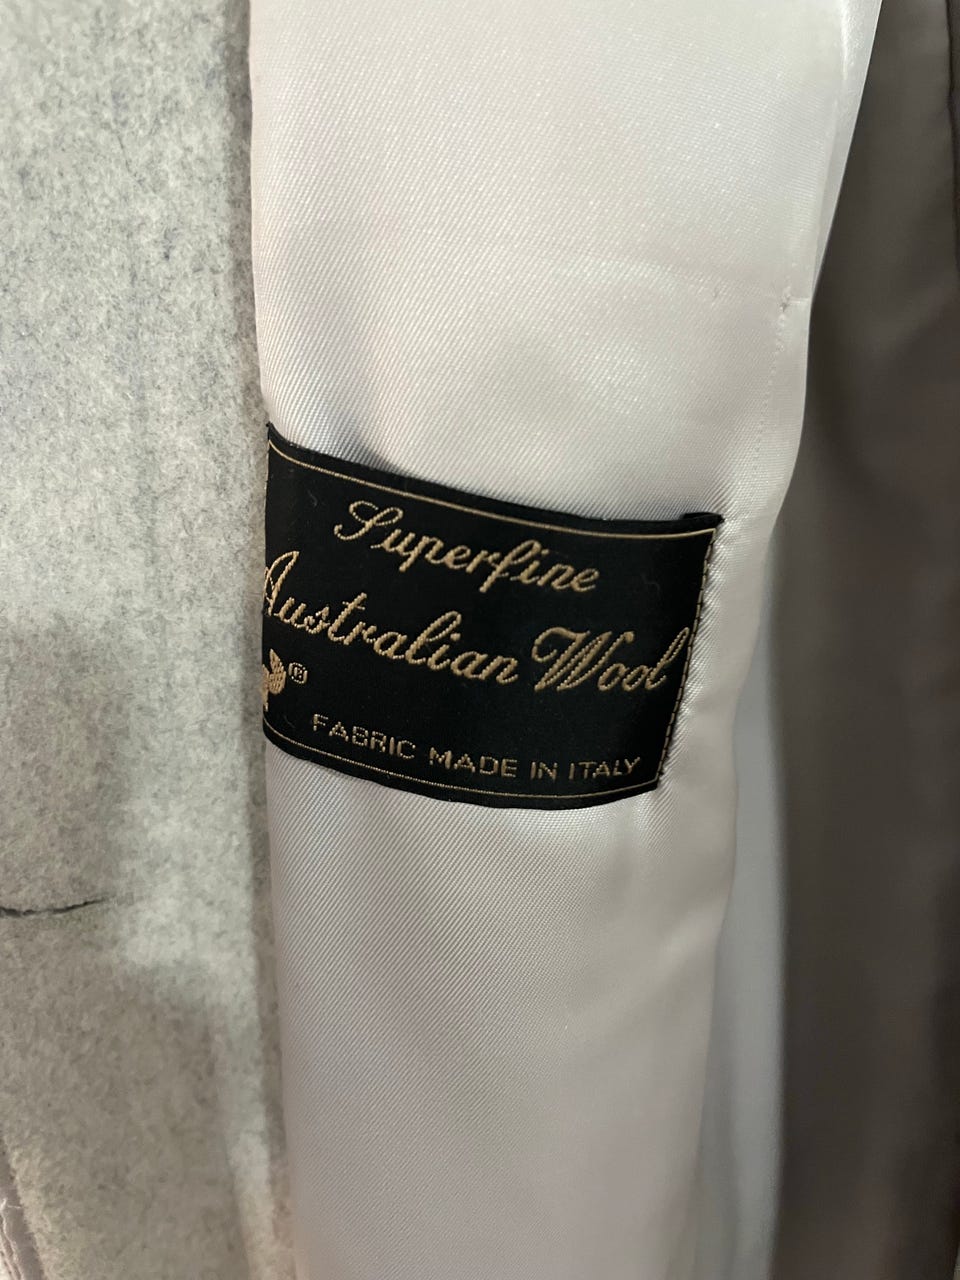 Superfine
Australian Wool
®
FABRIC MADE IN ITALY